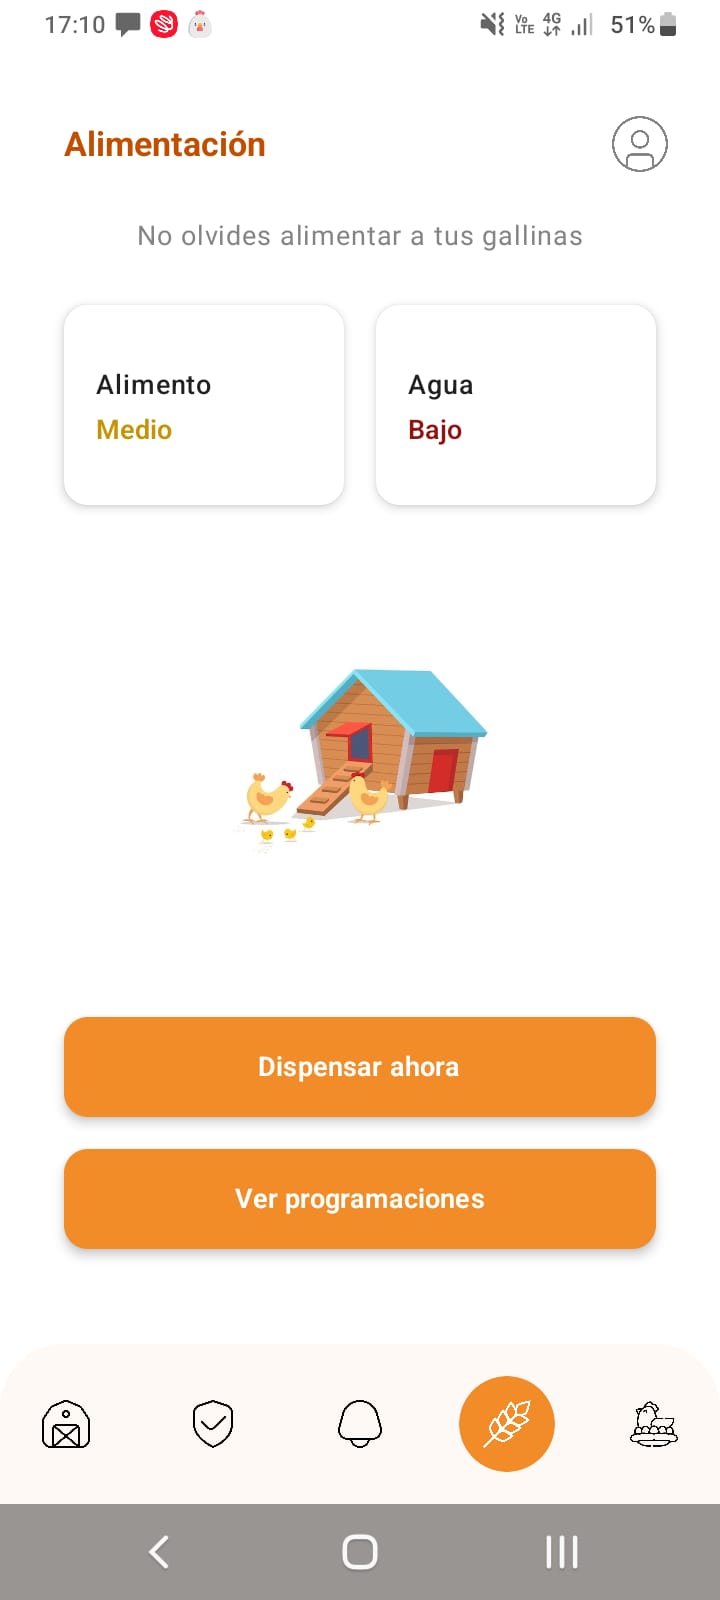 17:10
Vo LTE 4G 51%
Alimentación
No olvides alimentar a tus gallinas
Alimento
Medio
Agua
Bajo
Dispensar ahora
Ver programaciones